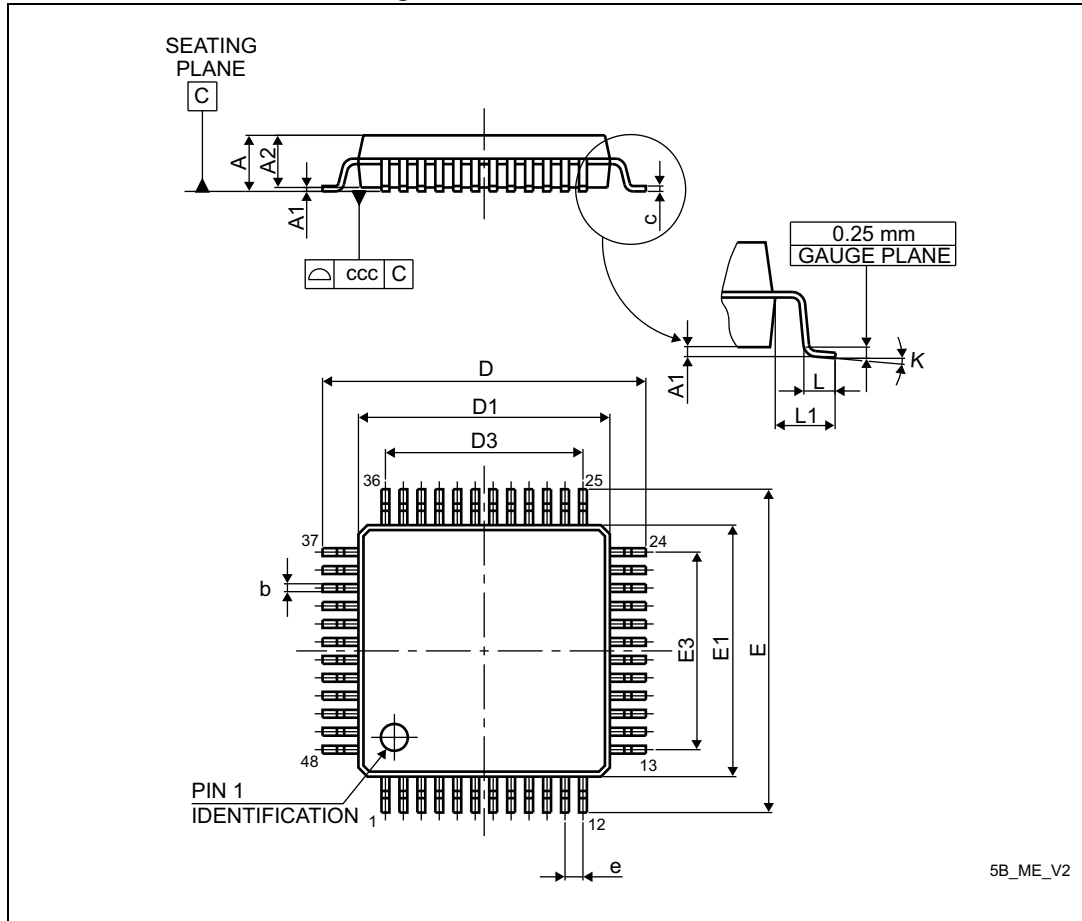 SEATING
PLANE
C
A
A2
A1
c
ccc C
0.25 mm
GAUGE PLANE
A1
K
L
L1
D
D1
D3
36
25
37
24
b
E3
E1
E
48
13
PIN 1
IDENTIFICATION
1
12
e
5B_ME_V2